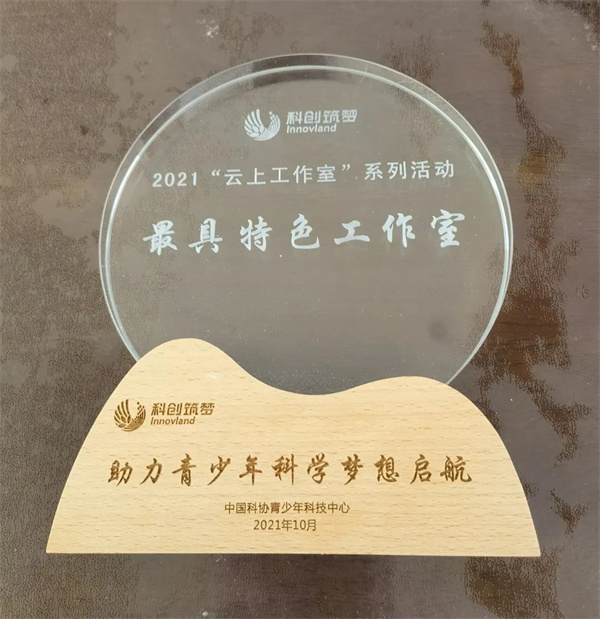 科创筑梦
Innovland
2021“云上工作室”系列活动
最具特色工作室
科创筑梦
Innovland
助力青少年科学梦想启航
中国科协青少年科技中心
2021年10月